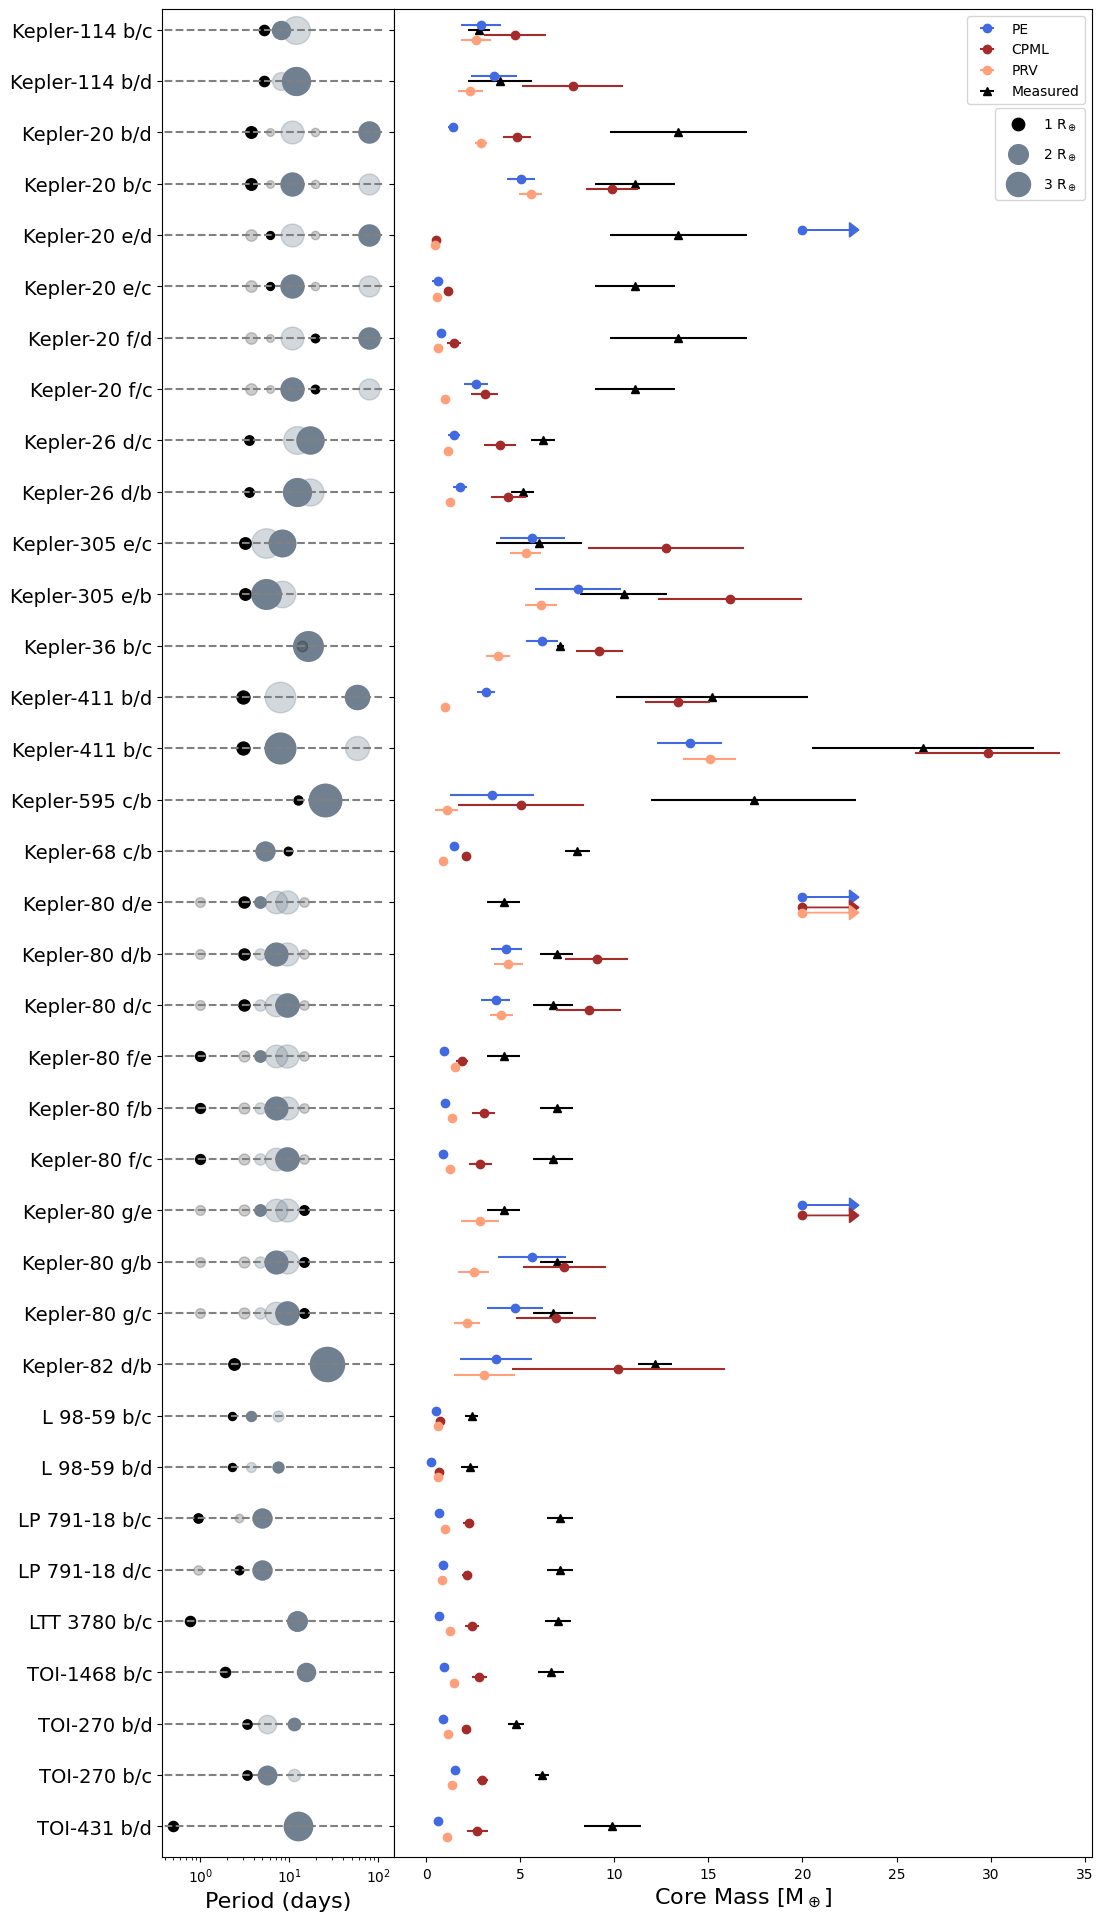 Kepler-114 b/c
Kepler-114 b/d
Kepler-20 b/d
Kepler-20 b/c
Kepler-20 e/d
Kepler-20 e/c
Kepler-20 f/d
Kepler-20 f/c
Kepler-26 d/c
Kepler-26 d/b
Kepler-305 e/c
Kepler-305 e/b
Kepler-36 b/c
Kepler-411 b/d
Kepler-411 b/c
Kepler-595 c/b
Kepler-68 c/b
Kepler-80 d/e
Kepler-80 d/b
Kepler-80 d/c
Kepler-80 f/e
Kepler-80 f/b
Kepler-80 f/c
Kepler-80 g/e
Kepler-80 g/b
Kepler-80 g/c
Kepler-82 d/b
L 98-59 b/c
L 98-59 b/d
LP 791-18 b/c
LP 791-18 d/c
LTT 3780 b/c
TOI-1468 b/c
TOI-270 b/d
TOI-270 b/c
TOI-431 b/d
PE
CPML
PRV
Measured
1 R⊕
2 R⊕
3 R⊕
10⁰ 10¹ 10²
Period (days)
0 5 10 15 20 25 30 35
Core Mass [M⊕]